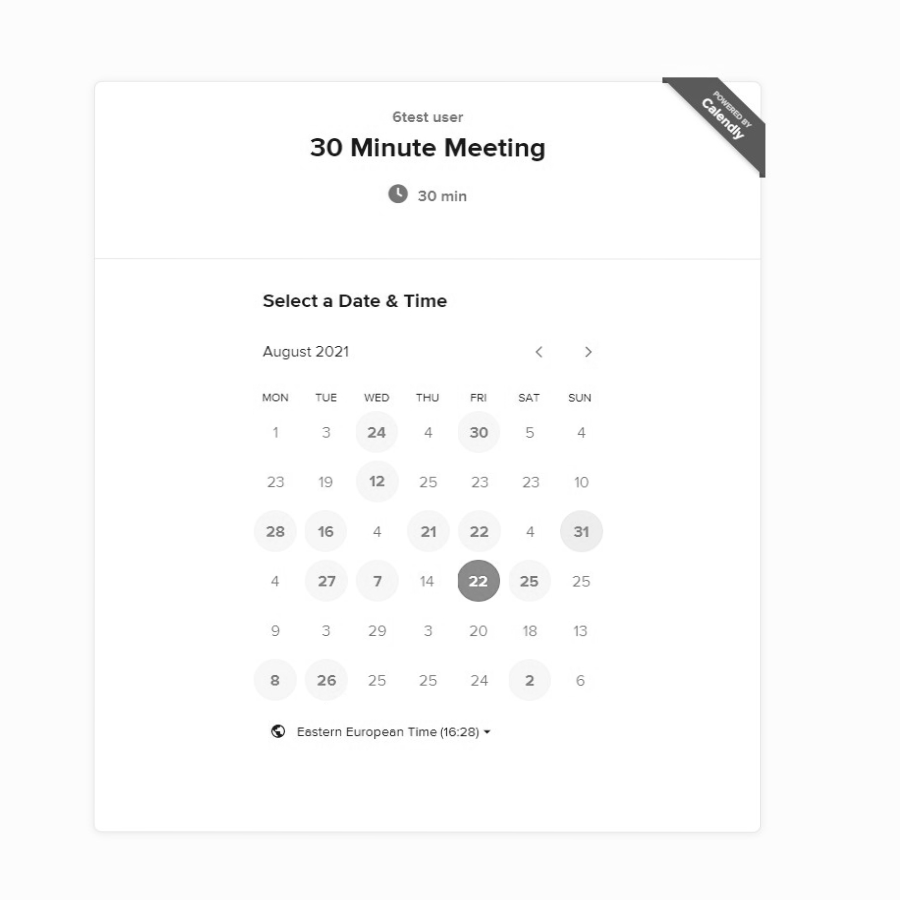 6test user
POWERED BY
Calendly
30 Minute Meeting
30 min
Select a Date & Time
August 2021
MON TUE WED THU FRI SAT SUN
1 3 24 4 30 5 4
23 19 12 25 23 23 10
28 16 4 21 22 4 31
4 27 7 14 22 25 25
9 3 29 3 20 18 13
8 26 25 25 24 2 6
Eastern European Time (16:28)